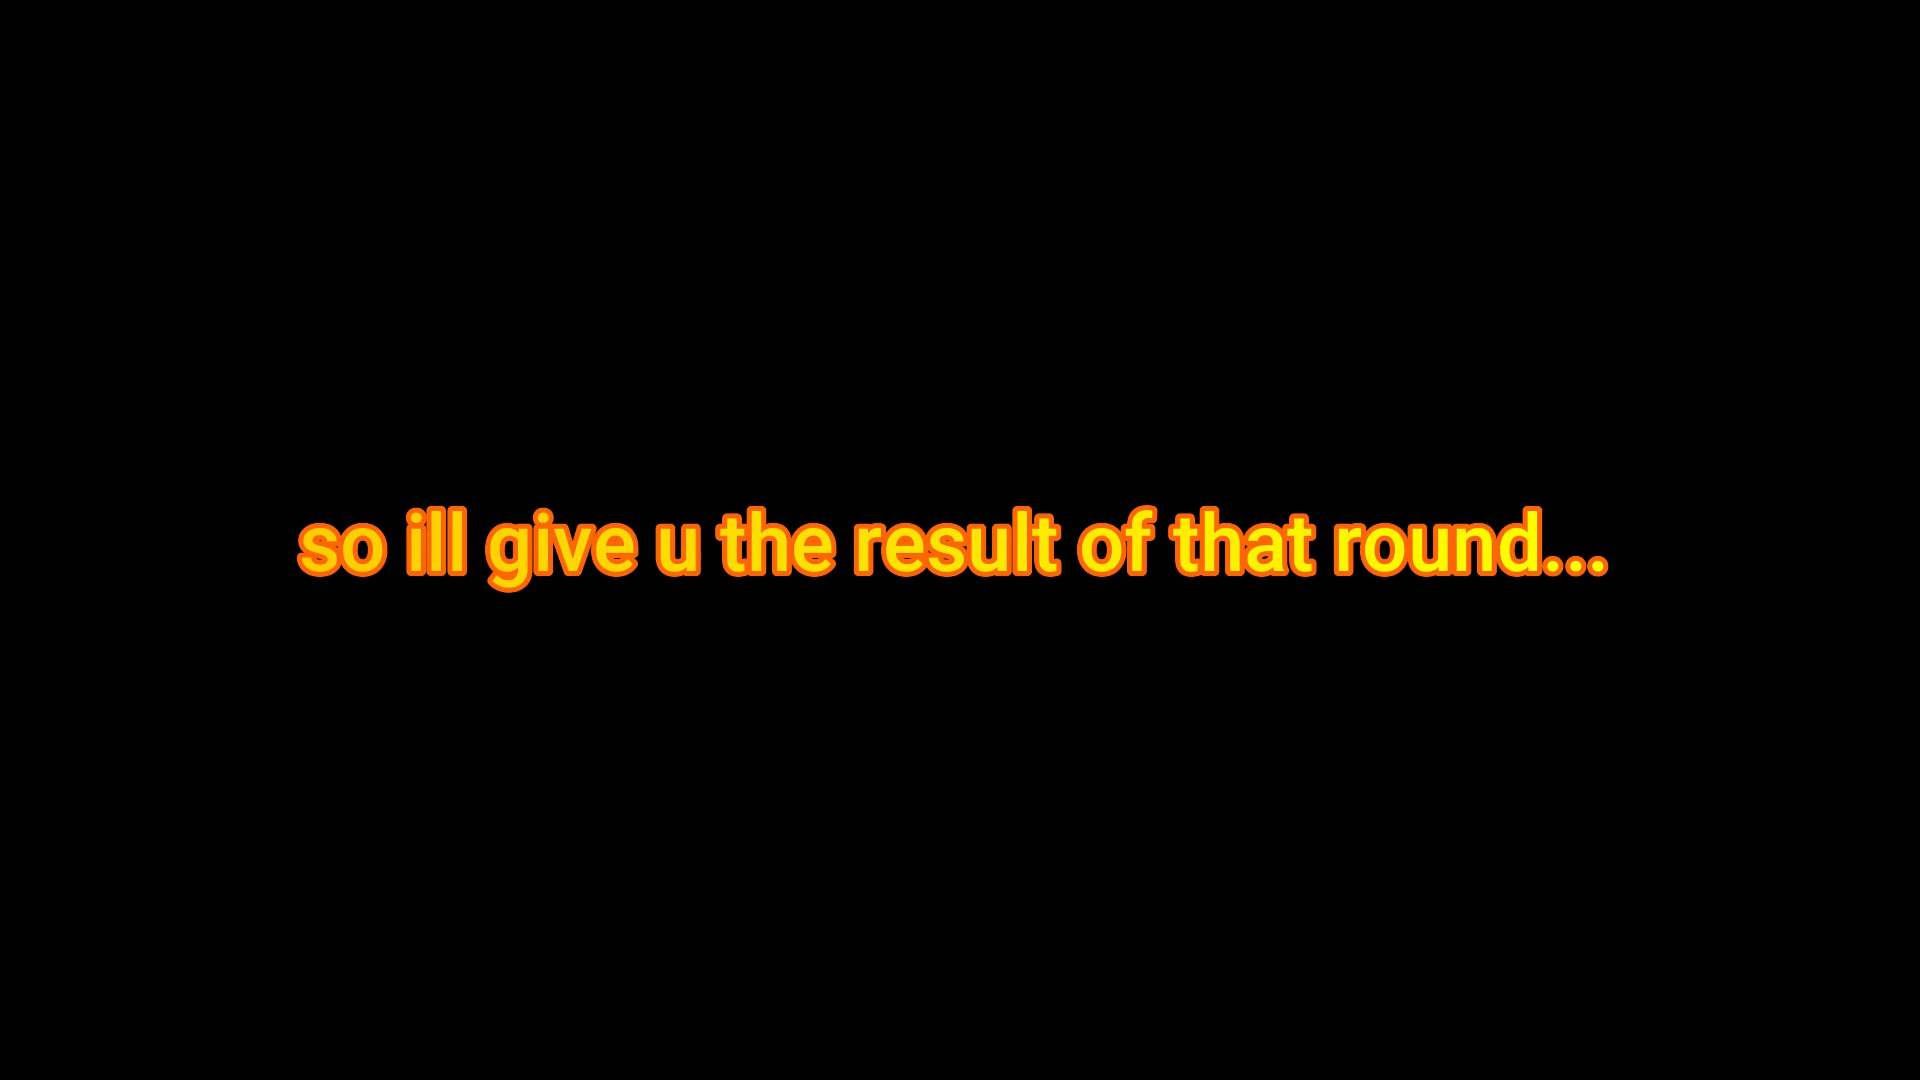 so ill give u the result of that round...